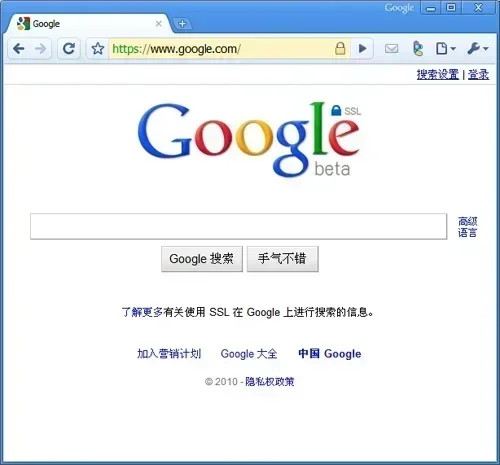 Google
Google
https://www.google.com/
搜索设置 | 登录
Google
SSL
beta
高级
语言
Google 搜索
手气不错
了解更多有关使用 SSL 在 Google 上进行搜索的信息。
加入营销计划 Google 大全 中国 Google
© 2010 - 隐私权政策